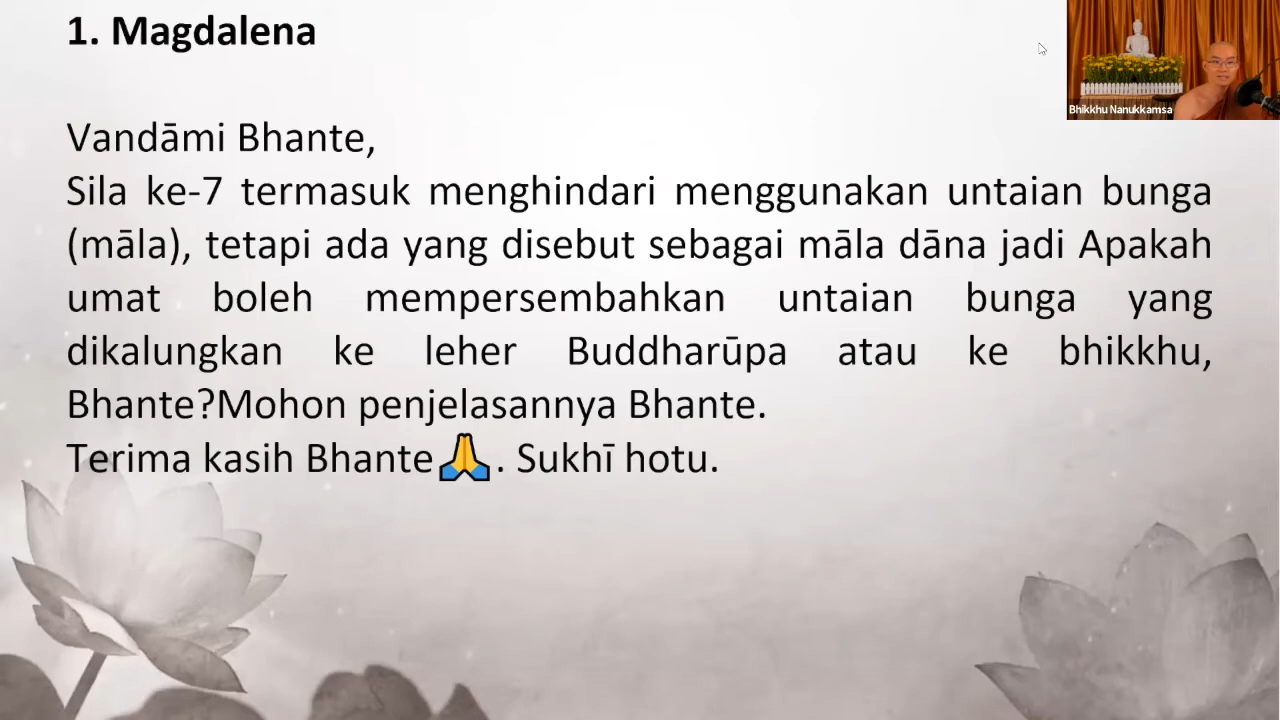 1. Magdalena
Vandāmi Bhante,
Sila ke-7 termasuk menghindari menggunakan untaian bunga
(māla), tetapi ada yang disebut sebagai māla dāna jadi Apakah
umat boleh mempersembahkan untaian bunga yang
dikalungkan ke leher Buddharūpa atau ke bhikkhu,
Bhante?Mohon penjelasannya Bhante.
Terima kasih Bhante🙏. Sukhī hotu.
Bhikkhu Nanukkamsa